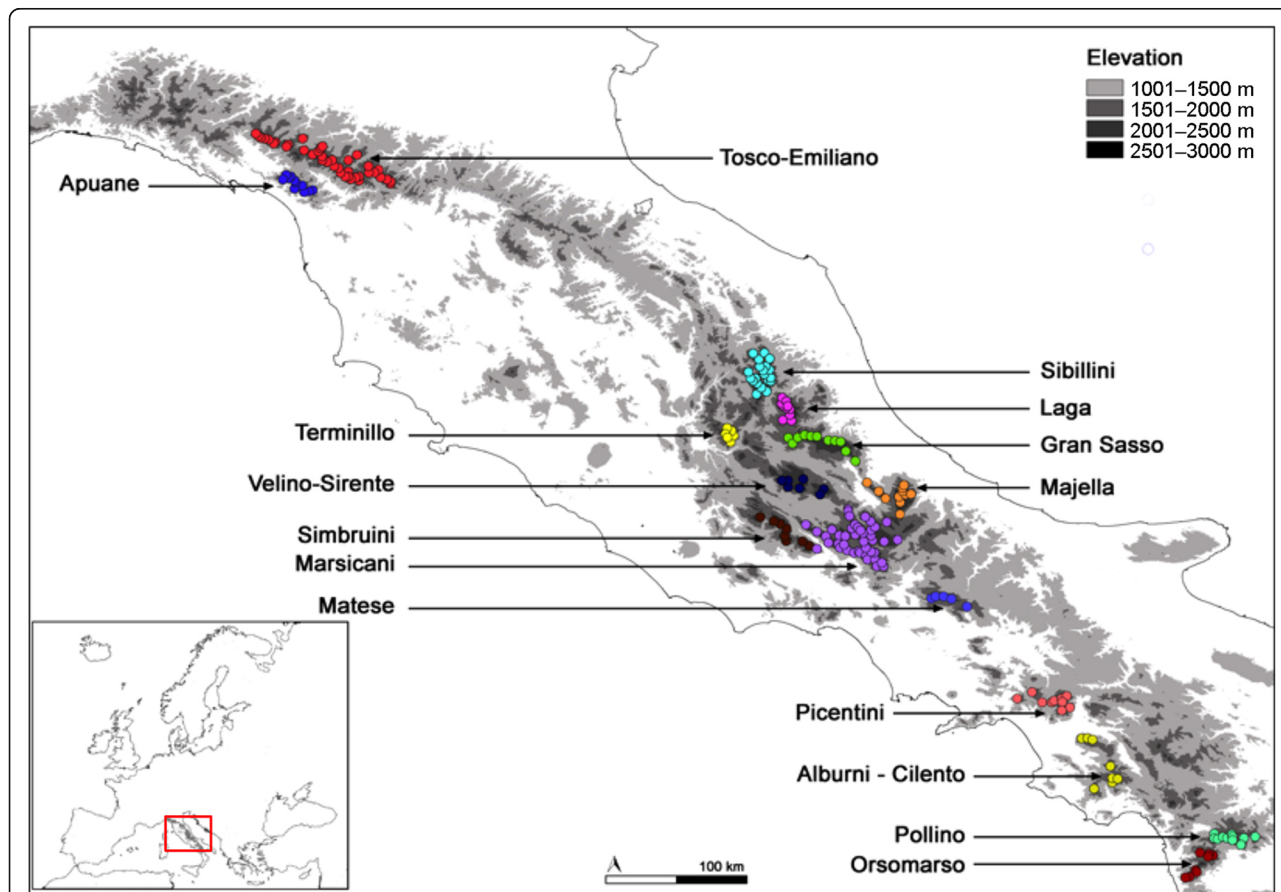 Elevation
1001–1500 m
1501–2000 m
2001–2500 m
2501–3000 m
Tosco-Emiliano
Apuane
Sibillini
Laga
Terminillo
Gran Sasso
Velino-Sirente
Majella
Simbruini
Marsicani
Matese
Picentini
Alburni - Cilento
Pollino
Orsomarso
100 km